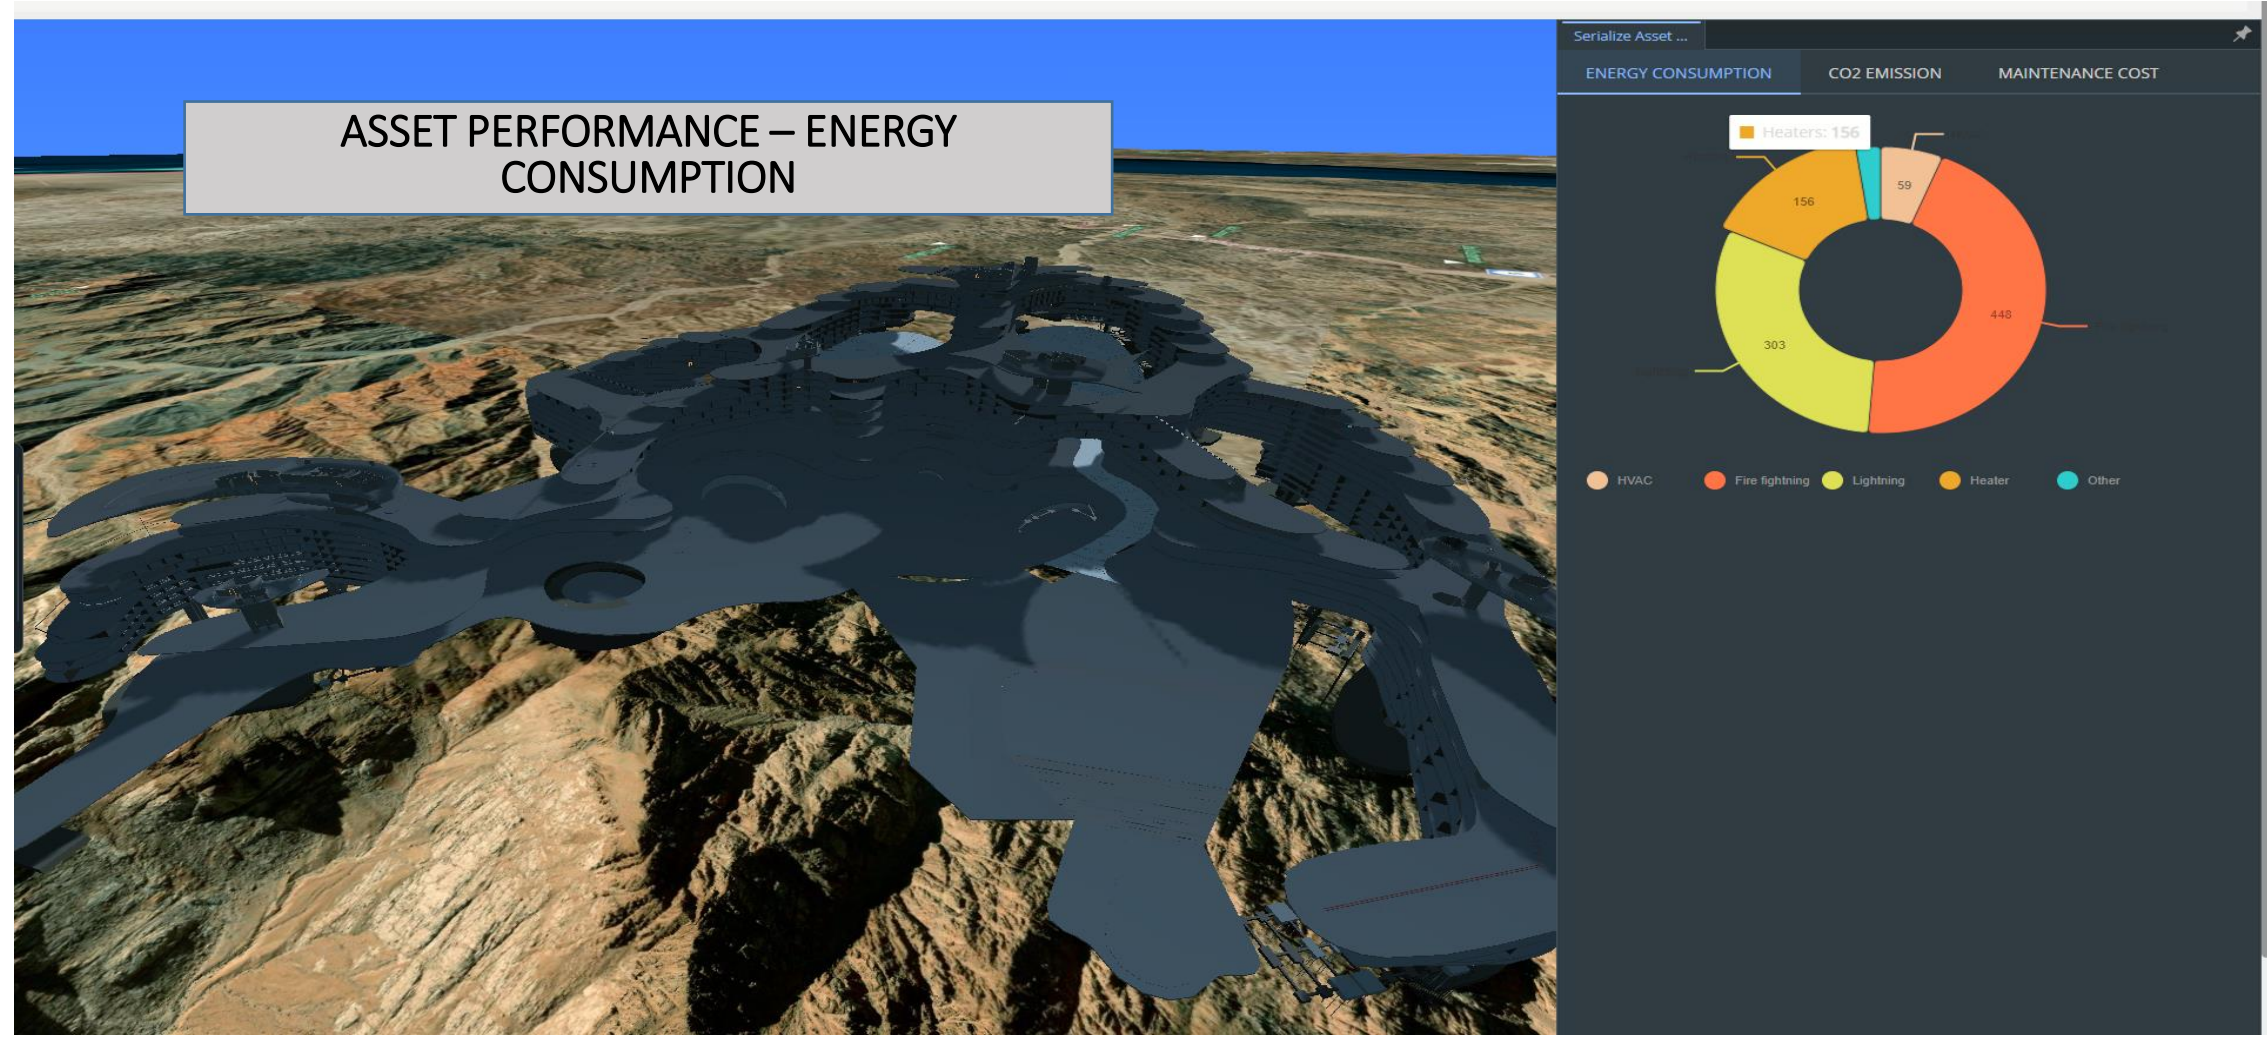 Serialize Asset ...
ENERGY CONSUMPTION CO2 EMISSION MAINTENANCE COST
ASSET PERFORMANCE – ENERGY
CONSUMPTION
Heaters: 156
59
156
448
303
HVAC Fire fightning Lightning Heater Other